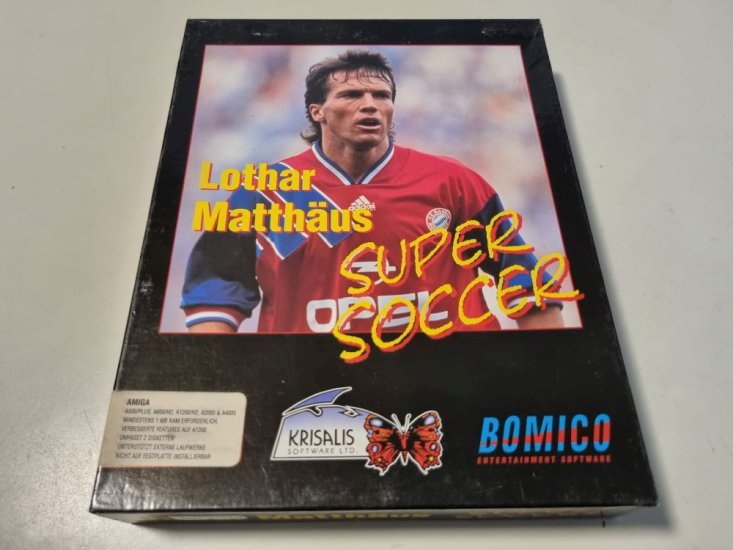 Lothar
Matthäus
adidas
SUPER
SOCCER
OPEL
AMIGA
A500/PLUS, A600/HD, A1200/HD, A2000 & A4000
MINDESTENS 1 MB RAM ERFORDERLICH,
VERBESSERTE FEATURES AUF A1200
UMFASST 2 DISKETTEN
UNTERSTÜTZT EXTERNE LAUFWERKE
NICHT AUF FESTPLATTE INSTALLIERBAR
KRISALIS
SOFTWARE LTD.
BOMICO
ENTERTAINMENT SOFTWARE
Matthäus